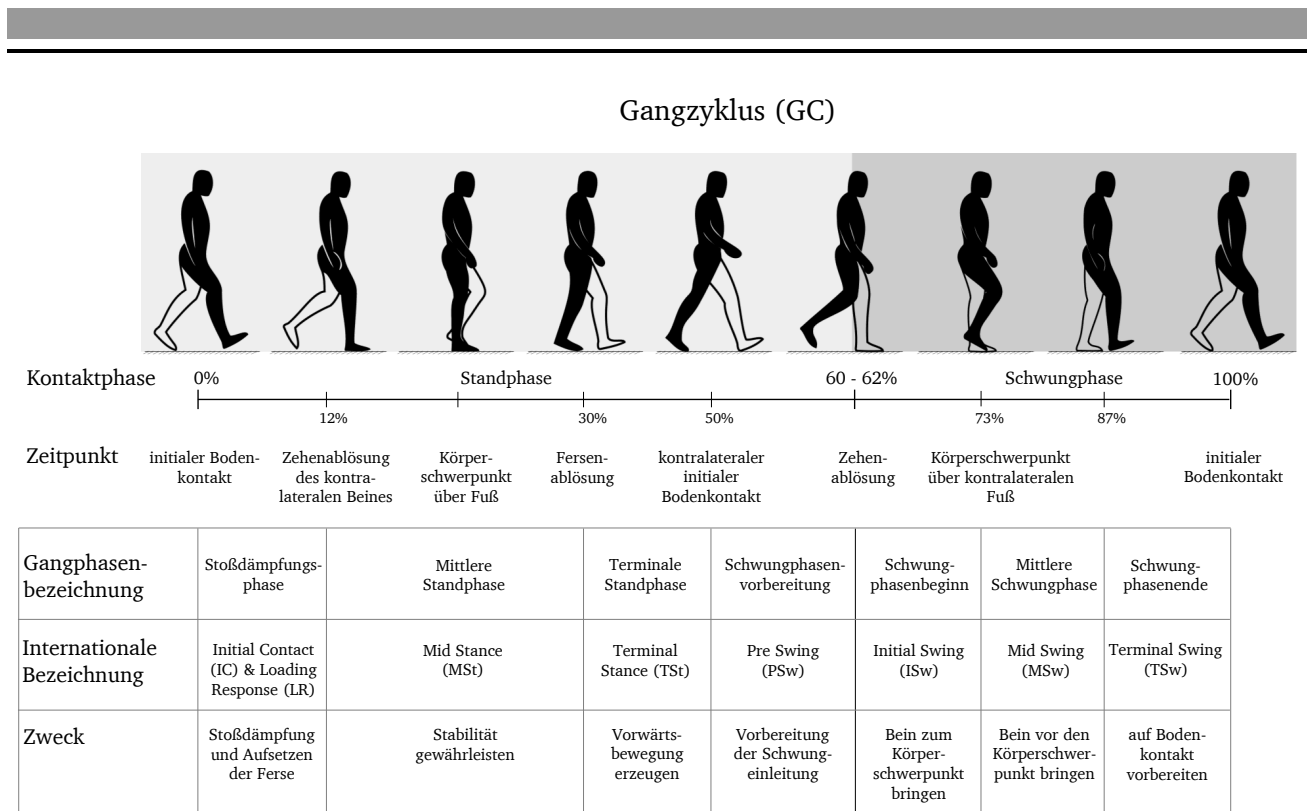 Gangzyklus (GC)
Kontaktphase 0% Standphase 60 - 62% Schwungphase 100%
12% 30% 50% 73% 87%
Zeitpunkt
initialer Boden-
kontakt
Zehenablösung
des kontra-
lateralen Beines
Körper-
schwerpunkt
über Fuß
Fersen-
ablösung
kontralateraler
initialer
Bodenkontakt
Zehen-
ablösung
Körperschwerpunkt
über kontralateralen
Fuß
initialer
Bodenkontakt
Gangphasen-
bezeichnung
Stoßdämpfungs-
phase
Mittlere
Standphase
Terminale
Standphase
Schwungphasen-
vorbereitung
Schwung-
phasenbeginn
Mittlere
Schwungphase
Schwung-
phasenende
Internationale
Bezeichnung
Initial Contact
(IC) & Loading
Response (LR)
Mid Stance
(MSt)
Terminal
Stance (TSt)
Pre Swing
(PSw)
Initial Swing
(ISw)
Mid Swing
(MSw)
Terminal Swing
(TSw)
Zweck
Stoßdämpfung
und Aufsetzen
der Ferse
Stabilität
gewährleisten
Vorwärts-
bewegung
erzeugen
Vorbereitung
der Schwung-
einleitung
Bein zum
Körper-
schwerpunkt
bringen
Bein vor den
Körperschwer-
punkt bringen
auf Boden-
kontakt
vorbereiten